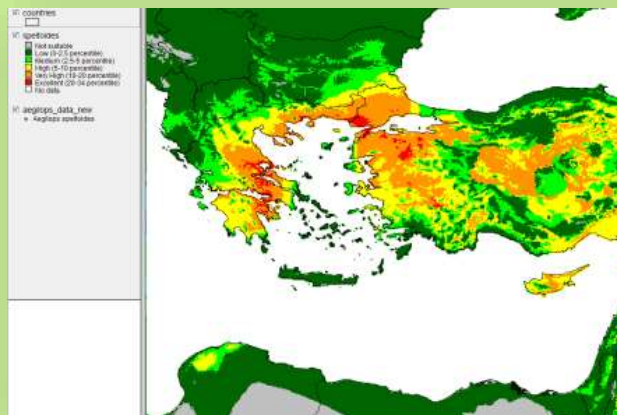 countries
speltoides
Not suitable
Low (0-2.5 percentile)
Medium (2.5-5 percentile)
High (5-10 percentile)
Very High (10-20 percentile)
Excellent (20-34 percentile)
No data
aegilops_data_new
Aegilops speltoides